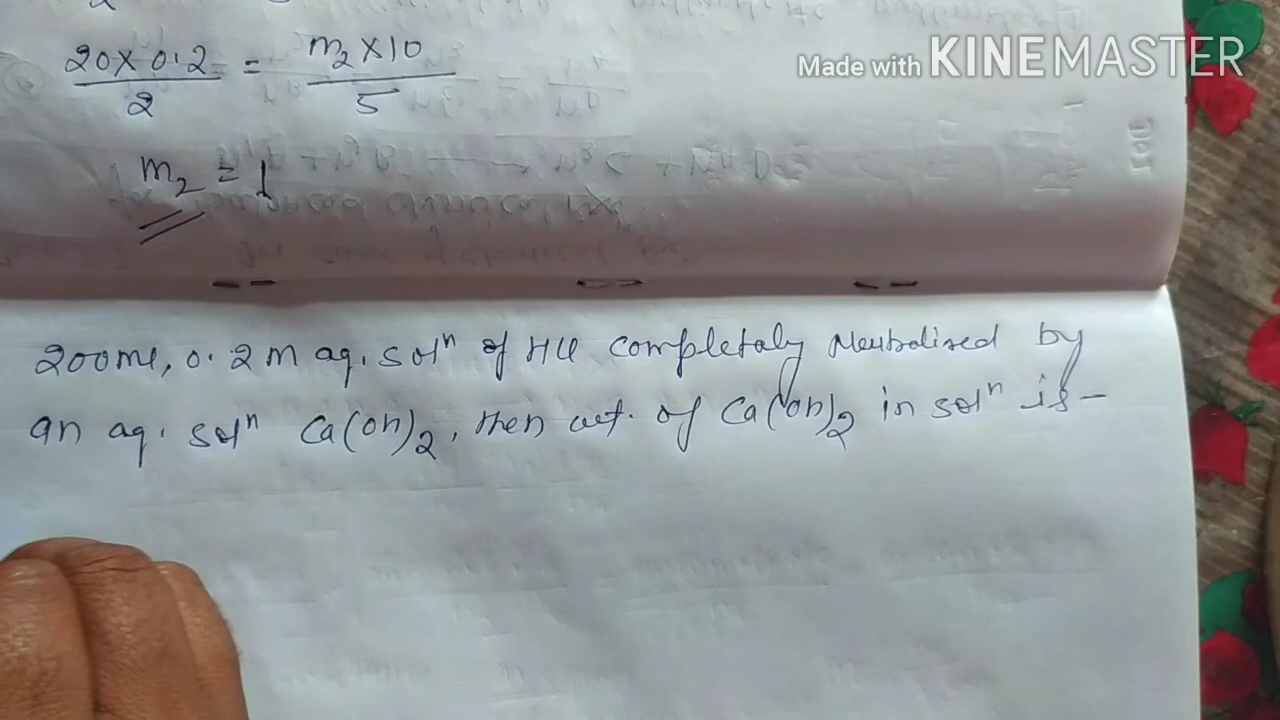 Made with KINEMASTER
20 x 0.2 / 2 = m2 x 10 / 5
m2 = 1
200ml, 0.2 m aq. solⁿ of HCl completaly Neutralised by
an aq. solⁿ Ca(OH)2, then wt. of Ca(OH)2 in solⁿ is-